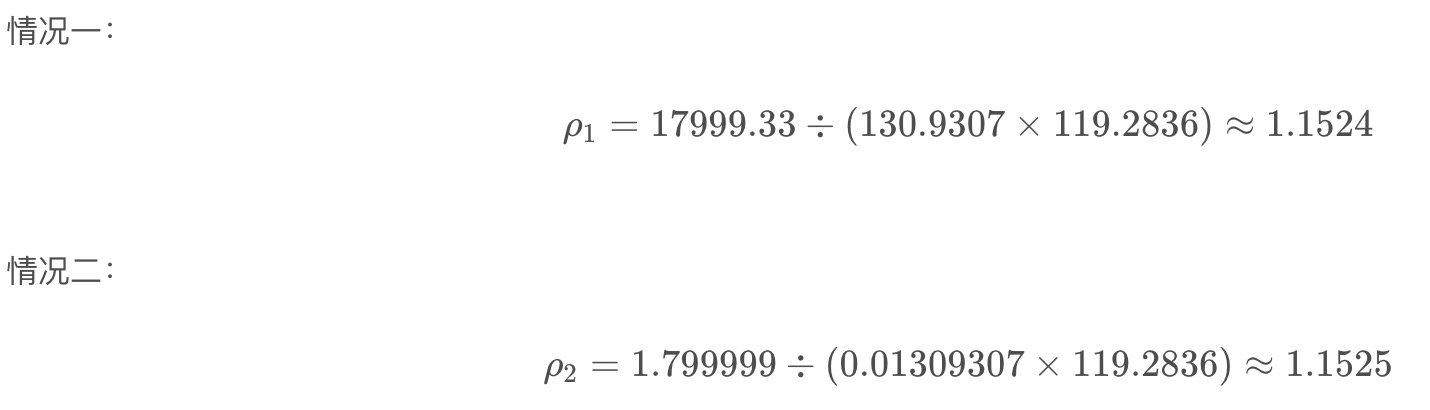 情况一：
ρ₁ = 17999.33 ÷ (130.9307 × 119.2836) ≈ 1.1524
情况二：
ρ₂ = 1.799999 ÷ (0.01309307 × 119.2836) ≈ 1.1525